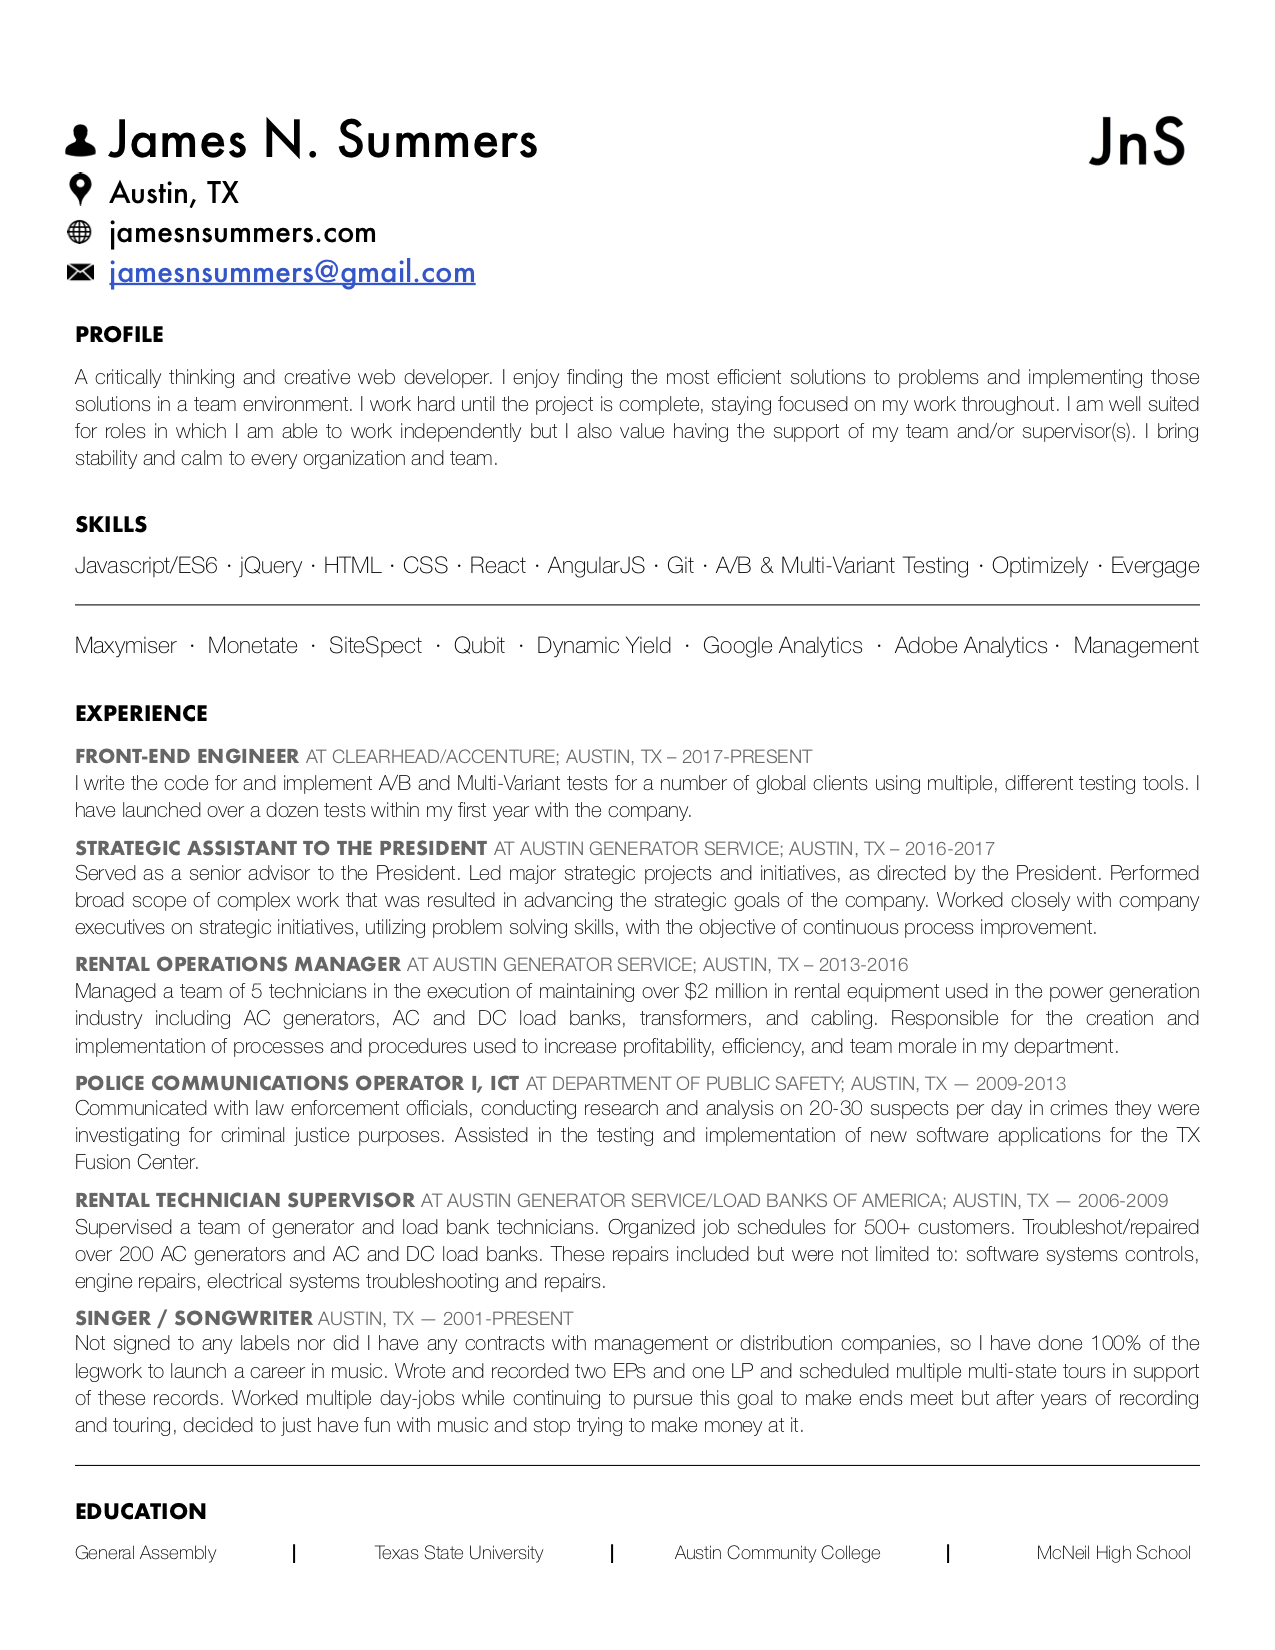 James N. Summers
JnS
Austin, TX
jamesnsummers.com
jamesnsummers@gmail.com
PROFILE
A critically thinking and creative web developer. I enjoy finding the most efficient solutions to problems and implementing those
solutions in a team environment. I work hard until the project is complete, staying focused on my work throughout. I am well suited
for roles in which I am able to work independently but I also value having the support of my team and/or supervisor(s). I bring
stability and calm to every organization and team.
SKILLS
Javascript/ES6 · jQuery · HTML · CSS · React · AngularJS · Git · A/B & Multi-Variant Testing · Optimizely · Evergage
Maxymiser · Monetate · SiteSpect · Qubit · Dynamic Yield · Google Analytics · Adobe Analytics · Management
EXPERIENCE
FRONT-END ENGINEER AT CLEARHEAD/ACCENTURE; AUSTIN, TX – 2017-PRESENT
I write the code for and implement A/B and Multi-Variant tests for a number of global clients using multiple, different testing tools. I
have launched over a dozen tests within my first year with the company.
STRATEGIC ASSISTANT TO THE PRESIDENT AT AUSTIN GENERATOR SERVICE; AUSTIN, TX – 2016-2017
Served as a senior advisor to the President. Led major strategic projects and initiatives, as directed by the President. Performed
broad scope of complex work that was resulted in advancing the strategic goals of the company. Worked closely with company
executives on strategic initiatives, utilizing problem solving skills, with the objective of continuous process improvement.
RENTAL OPERATIONS MANAGER AT AUSTIN GENERATOR SERVICE; AUSTIN, TX – 2013-2016
Managed a team of 5 technicians in the execution of maintaining over $2 million in rental equipment used in the power generation
industry including AC generators, AC and DC load banks, transformers, and cabling. Responsible for the creation and
implementation of processes and procedures used to increase profitability, efficiency, and team morale in my department.
POLICE COMMUNICATIONS OPERATOR I, ICT AT DEPARTMENT OF PUBLIC SAFETY; AUSTIN, TX — 2009-2013
Communicated with law enforcement officials, conducting research and analysis on 20-30 suspects per day in crimes they were
investigating for criminal justice purposes. Assisted in the testing and implementation of new software applications for the TX
Fusion Center.
RENTAL TECHNICIAN SUPERVISOR AT AUSTIN GENERATOR SERVICE/LOAD BANKS OF AMERICA; AUSTIN, TX — 2006-2009
Supervised a team of generator and load bank technicians. Organized job schedules for 500+ customers. Troubleshot/repaired
over 200 AC generators and AC and DC load banks. These repairs included but were not limited to: software systems controls,
engine repairs, electrical systems troubleshooting and repairs.
SINGER / SONGWRITER AUSTIN, TX — 2001-PRESENT
Not signed to any labels nor did I have any contracts with management or distribution companies, so I have done 100% of the
legwork to launch a career in music. Wrote and recorded two EPs and one LP and scheduled multiple multi-state tours in support
of these records. Worked multiple day-jobs while continuing to pursue this goal to make ends meet but after years of recording
and touring, decided to just have fun with music and stop trying to make money at it.
EDUCATION
General Assembly | Texas State University | Austin Community College | McNeil High School